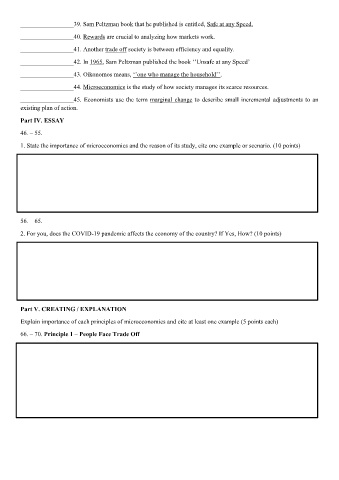 __________________39. Sam Peltzman book that he published is entitled, Safe at any Speed.
__________________40. Rewards are crucial to analyzing how markets work.
__________________41. Another trade off society is between efficiency and equality.
__________________42. In 1965, Sam Peltzman published the book ''Unsafe at any Speed'
__________________43. Oikonomos means, ''one who manage the household''.
__________________44. Microeconomics is the study of how society manages its scarce resources.
__________________45. Economists use the term marginal change to describe small incremental adjustments to an
existing plan of action.
Part IV. ESSAY
46. – 55.
1. State the importance of microeconomics and the reason of its study, cite one example or scenario. (10 points)
56. 65.
2. For you, does the COVID-19 pandemic affects the economy of the country? If Yes, How? (10 points)
Part V. CREATING / EXPLANATION
Explain importance of each principles of microeconomics and cite at least one example (5 points each)
66. – 70. Principle 1 – People Face Trade Off